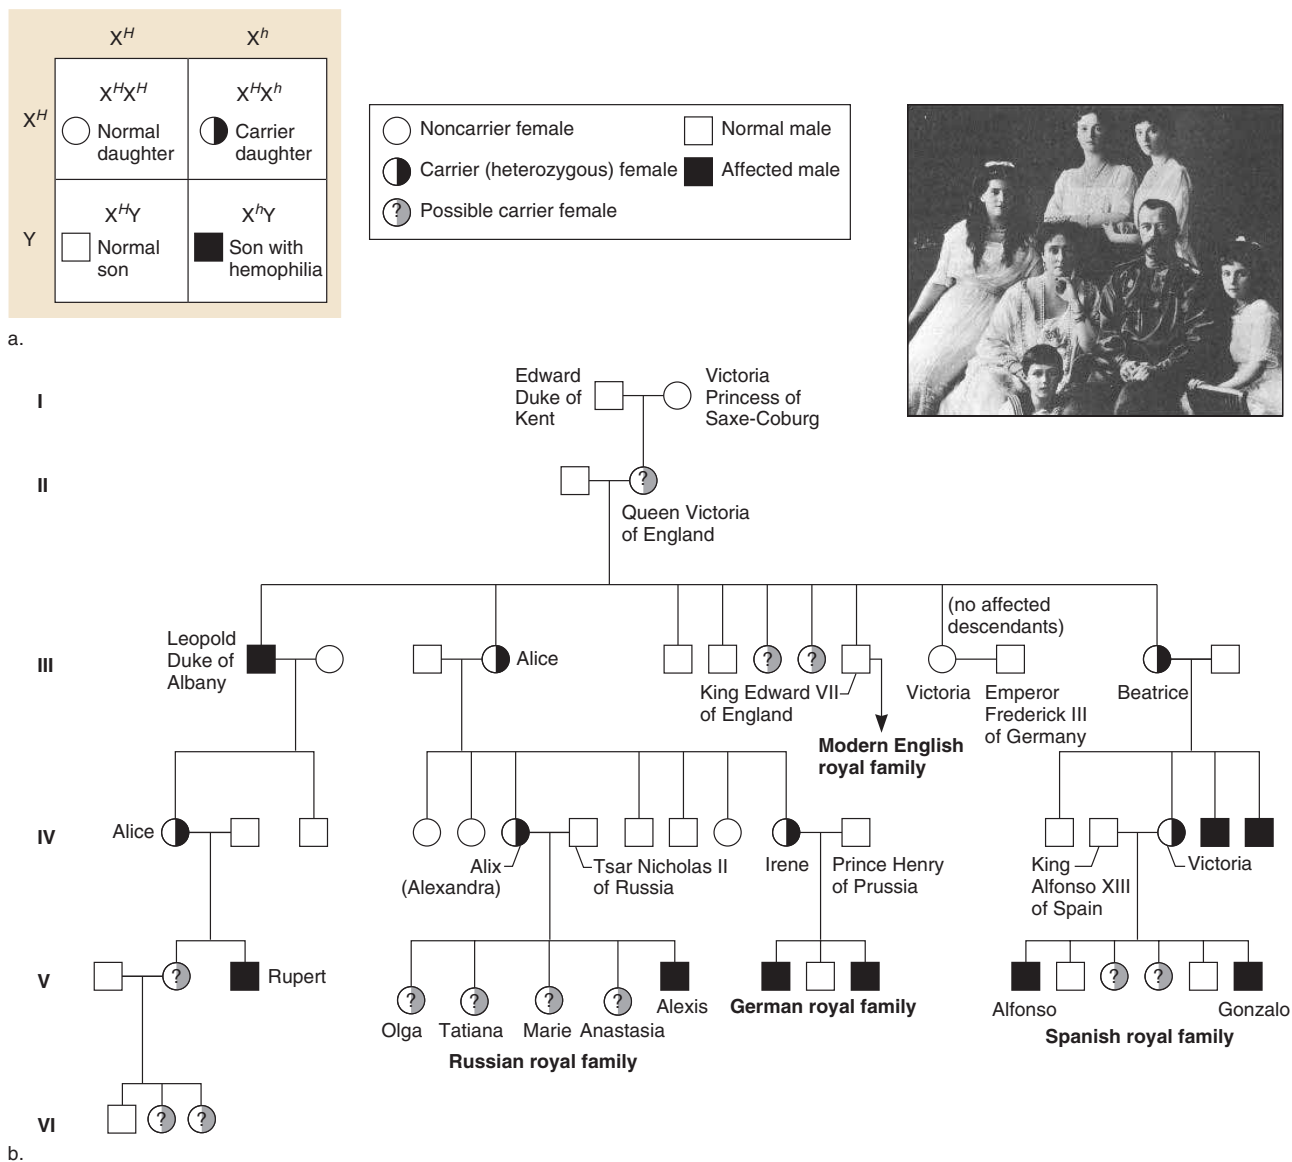 X^H X^h
X^H
X^HX^H
Normal
daughter
X^HX^h
Carrier
daughter
Y
X^HY
Normal
son
X^hY
Son with
hemophilia
a.
Noncarrier female
Normal male
Carrier (heterozygous) female
Affected male
? Possible carrier female
I
Edward
Duke of
Kent
Victoria
Princess of
Saxe-Coburg
II
?
Queen Victoria
of England
III
Leopold
Duke of
Albany
Alice
? ?
King Edward VII
of England
Modern English
royal family
(no affected
descendants)
Victoria
Emperor
Frederick III
of Germany
Beatrice
IV
Alice
Alix
(Alexandra)
Tsar Nicholas II
of Russia
Irene
Prince Henry
of Prussia
King
Alfonso XIII
of Spain
Victoria
V
?
Rupert
? ? ? ?
Olga Tatiana Marie Anastasia
Alexis
Russian royal family
German royal family
? ?
Alfonso
Gonzalo
Spanish royal family
VI
? ?
b.